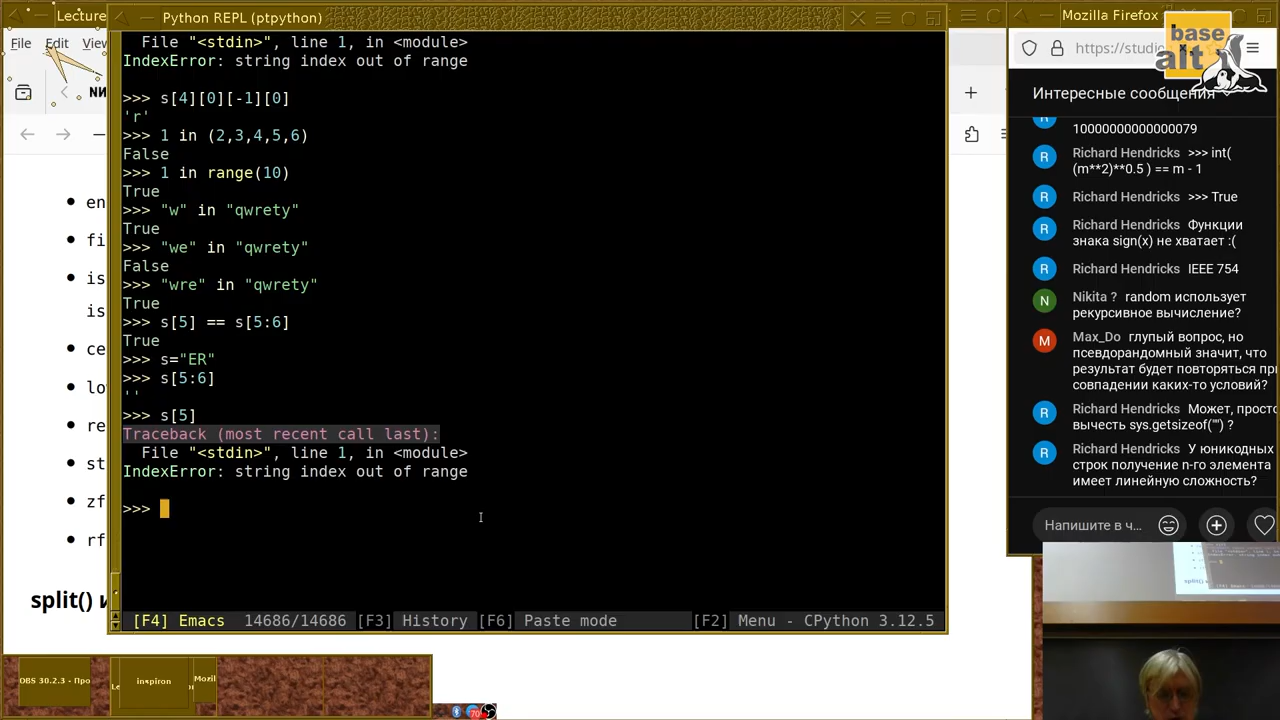 Lecture
Python REPL (ptpython)
Mozilla Firefox
File Edit View
https://studio
base
alt
Интересные сообщения
File "<stdin>", line 1, in <module>
IndexError: string index out of range
>>> s[4][0][-1][0]
'r'
>>> 1 in (2,3,4,5,6)
False
>>> 1 in range(10)
True
>>> "w" in "qwrety"
True
>>> "we" in "qwrety"
False
>>> "wre" in "qwrety"
True
>>> s[5] == s[5:6]
True
>>> s="ER"
>>> s[5:6]
''
>>> s[5]
Traceback (most recent call last):
File "<stdin>", line 1, in <module>
IndexError: string index out of range
>>>
[F4] Emacs 14686/14686 [F3] History [F6] Paste mode [F2] Menu - CPython 3.12.5
en
fi
is
is
ce
lo
re
st
zf
rf
split() и
10000000000000079
R Richard Hendricks >>> int(
(m**2)**0.5 ) == m - 1
R Richard Hendricks >>> True
R Richard Hendricks Функции
знака sign(x) не хватает :(
R Richard Hendricks IEEE 754
N Nikita ? random использует
рекурсивное вычисление?
M Max_Do глупый вопрос, но
псевдорандомный значит, что
результат будет повторяться пр
совпадении каких-то условий?
R Richard Hendricks Может, прост
вычесть sys.getsizeof("") ?
R Richard Hendricks У юникодных
строк получение n-го элемента
имеет линейную сложность?
Напишите в ч...
OBS 30.2.3 - Про
Le
inspiron
Mozil
70